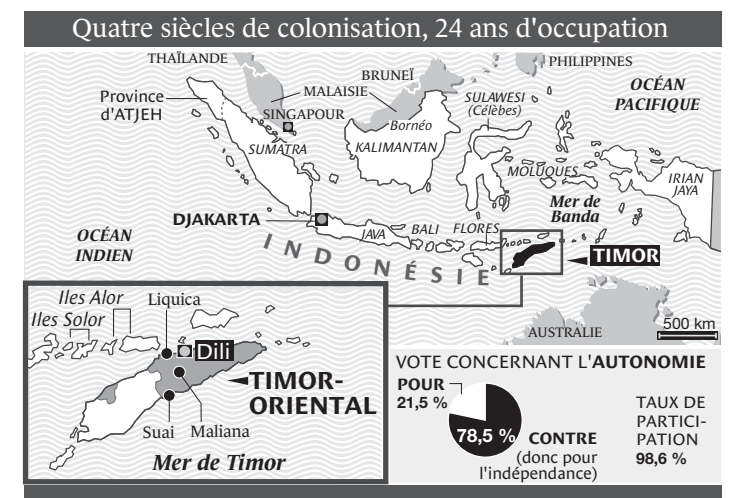 Quatre siècles de colonisation, 24 ans d'occupation
THAÏLANDE
BRUNEÏ
PHILIPPINES
MALAISIE
Province
d'ATJEH
SINGAPOUR
SULAWESI
(Célèbes)
OCÉAN
PACIFIQUE
Bornéo
KALIMANTAN
SUMATRA
MOLUQUES
IRIAN
JAYA
Mer de
Banda
DJAKARTA
JAVA
BALI
FLORES
OCÉAN
INDIEN
INDONÉSIE
TIMOR
AUSTRALIE
500 km
Iles Alor
Iles Solor
Liquica
Dili
TIMOR-
ORIENTAL
Suai
Maliana
Mer de Timor
VOTE CONCERNANT L'AUTONOMIE
POUR
21,5 %
78,5 %
CONTRE
(donc pour
l'indépendance)
TAUX DE
PARTICI-
PATION
98,6 %